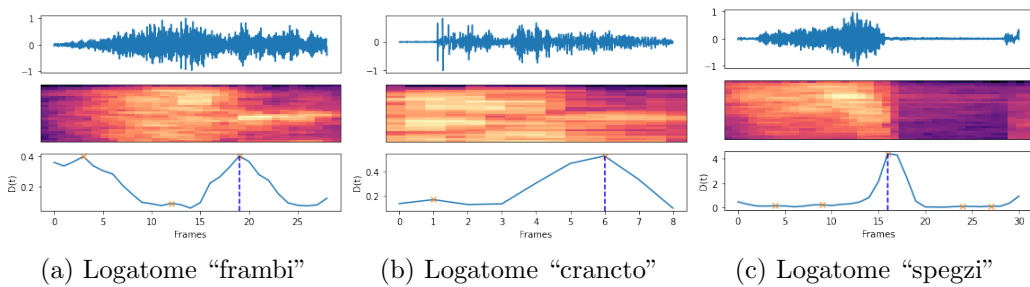 1
0
−1
0.4
0.2
D(t)
0 5 10 15 20 25
Frames
(a) Logatome “frambi”
1
0
−1
0.4
0.2
D(t)
0 1 2 3 4 5 6 7 8
Frames
(b) Logatome “crancto”
1
0
−1
4
2
0
D(t)
0 5 10 15 20 25 30
Frames
(c) Logatome “spegzi”